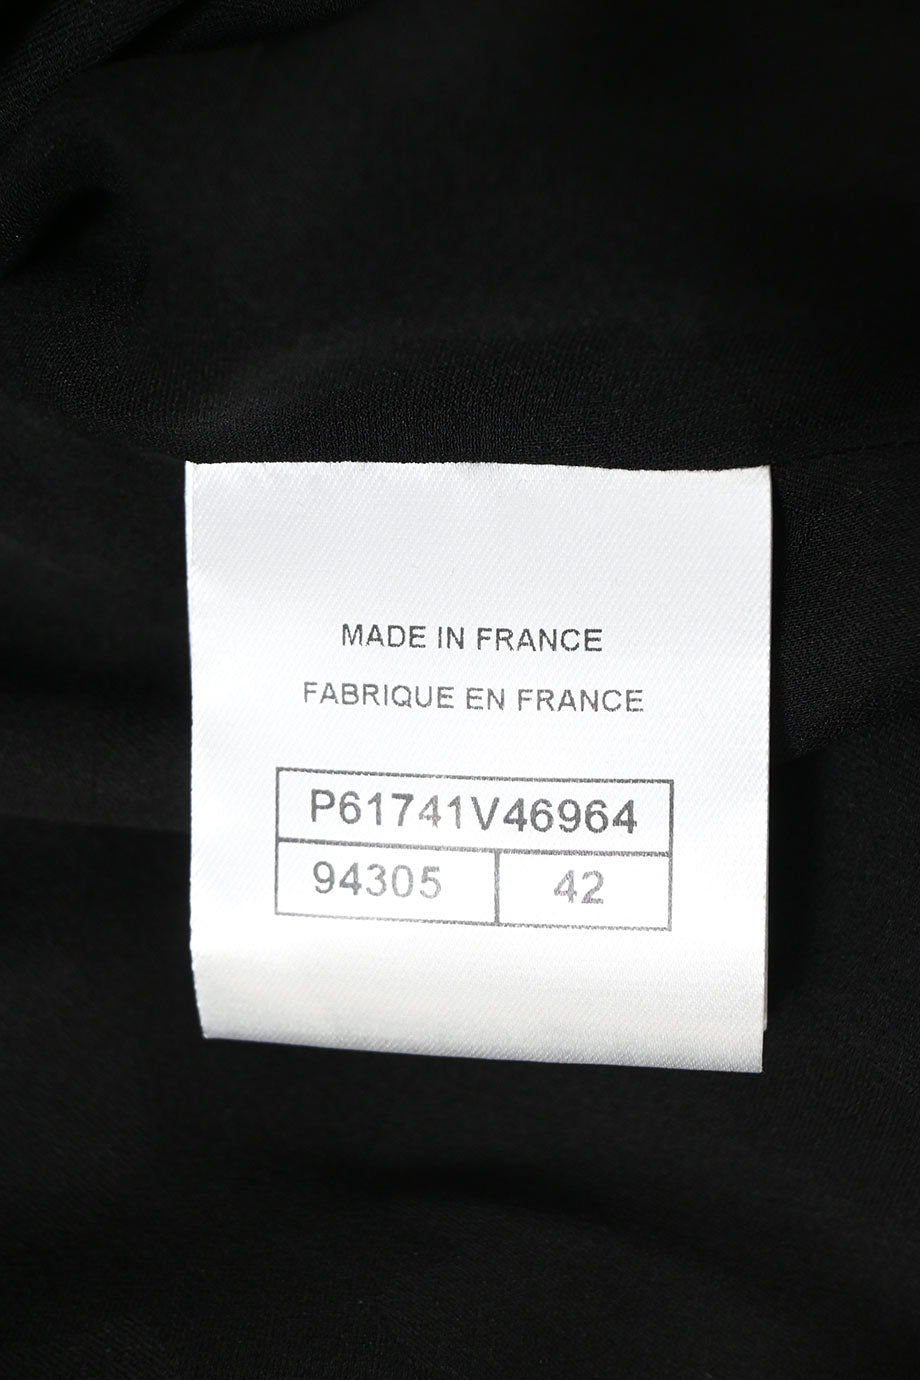 MADE IN FRANCE
FABRIQUE EN FRANCE
P61741V46964
94305 42